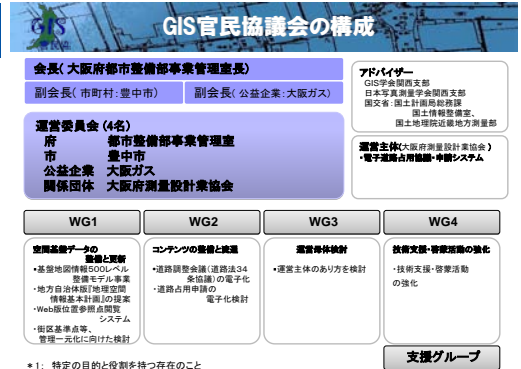 GIS
官民協
GIS官民協議会の構成
会長(大阪府都市整備部事業管理室長)
副会長(市町村:豊中市)
副会長(公益企業:大阪ガス)
運営委員会(4名)
府 都市整備部事業管理室
市 豊中市
公益企業 大阪ガス
関係団体 大阪府測量設計業協会
アドバイザー
GIS学会関西支部
日本写真測量学会関西支部
国交省:国土計画局総務課
国土情報整備室、
国土地理院近畿地方測量部
運営主体(大阪府測量設計業協会)
・電子道路占用協議・申請システム
WG1
空間基盤データの
整備と更新
・基盤地図情報500レベル
整備モデル事業
・地方自治体版『地理空間
情報基本計画』の提案
・Web版位置参照点閲覧
システム
・街区基準点等、
管理一元化に向けた検討
WG2
コンテンツの整備と流通
・道路調整会議(道路法34
条協議)の電子化
・道路占用申請の
電子化検討
WG3
運営母体検討
・運営主体のあり方を検討
WG4
技術支援・啓蒙活動の強化
・技術支援・啓蒙活動
の強化
支援グループ
*1: 特定の目的と役割を持つ存在のこと